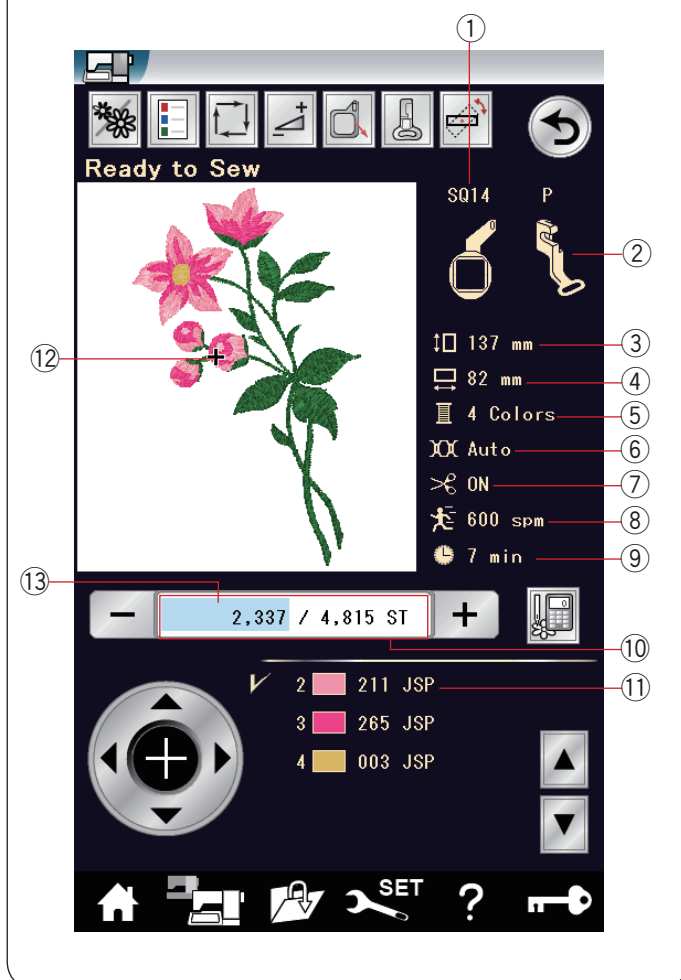 ①
Ready to Sew
SQ14 P
②
③
137 mm
④
82 mm
⑤
4 Colors
⑥
Auto
⑦
ON
⑧
600 spm
⑨
7 min
⑫
⑬
− 2,337 / 4,815 ST +
⑩
2 211 JSP
⑪
3 265 JSP
4 003 JSP
SET
?